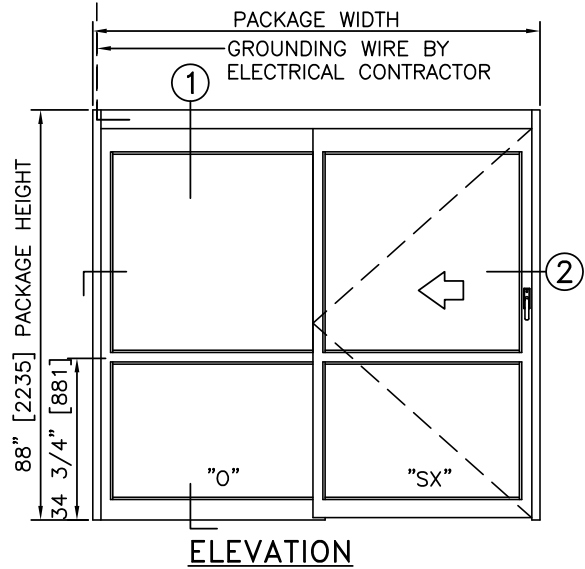 PACKAGE WIDTH
GROUNDING WIRE BY
ELECTRICAL CONTRACTOR
1
88" [2235] PACKAGE HEIGHT
34 3/4" [881]
2
"O"
"SX"
ELEVATION